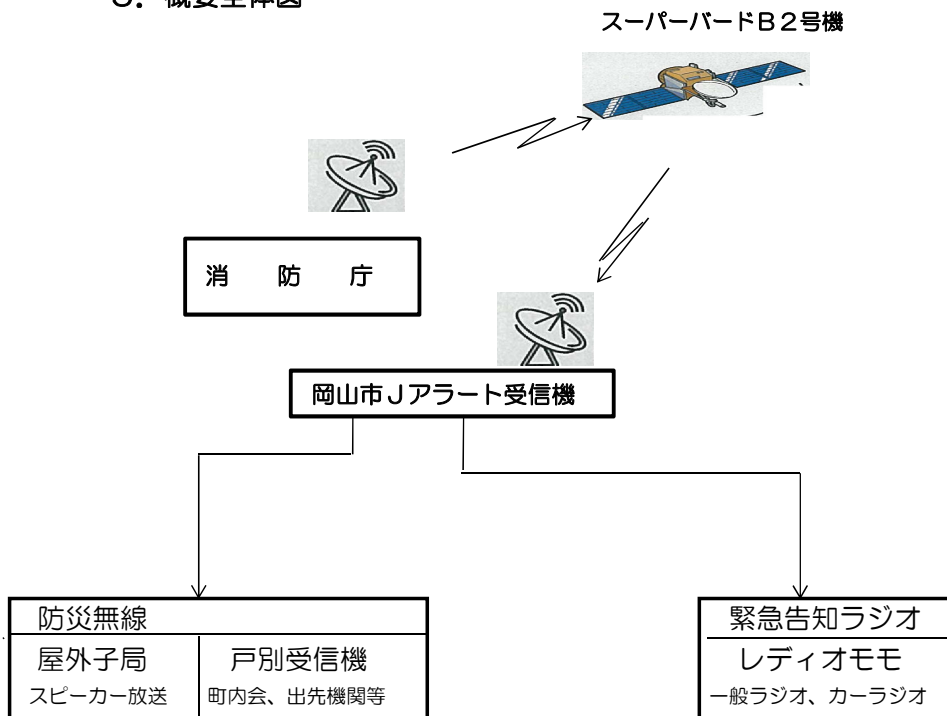 概要全体図
スーパーバードB2号機
消 防 庁
岡山市Jアラート受信機
防災無線
屋外子局
スピーカー放送
戸別受信機
町内会、出先機関等
緊急告知ラジオ
レディオモモ
一般ラジオ、カーラジオ